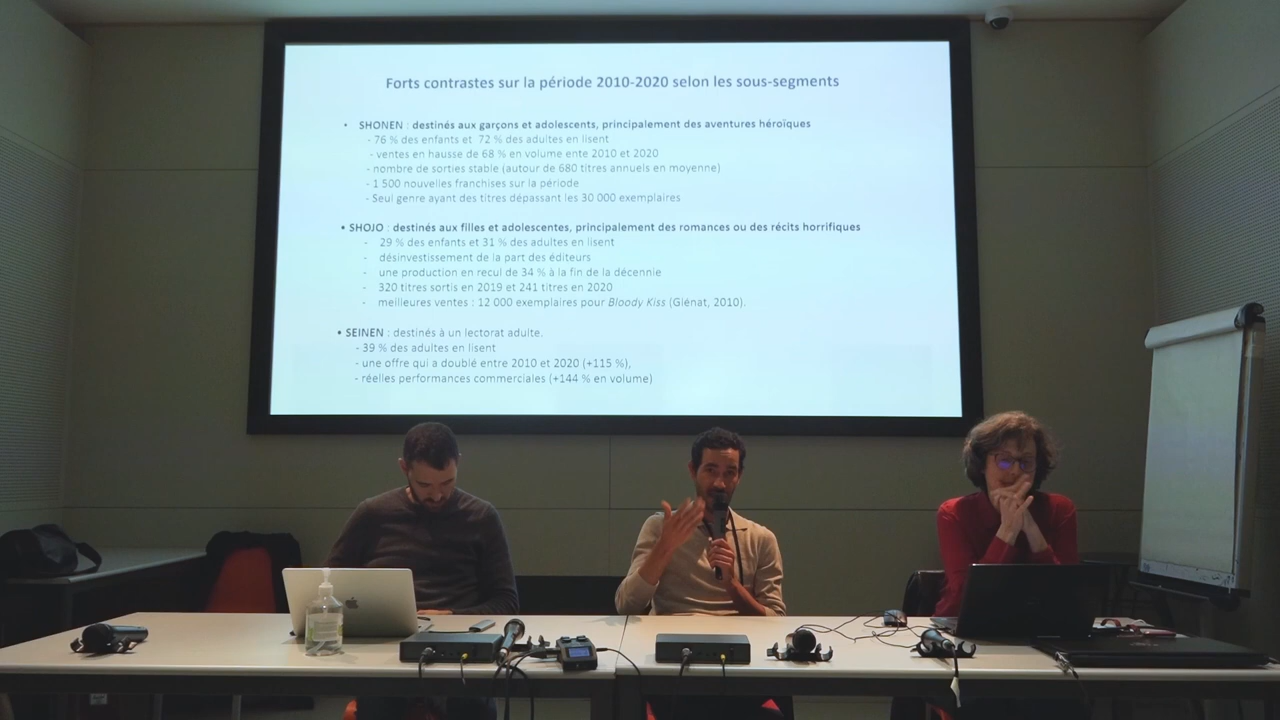 Forts contrastes sur la période 2010-2020 selon les sous-segments
• SHONEN : destinés aux garçons et adolescents, principalement des aventures héroïques
- 76 % des enfants et 72 % des adultes en lisent
- ventes en hausse de 68 % en volume ente 2010 et 2020
- nombre de sorties stable (autour de 680 titres annuels en moyenne)
- 1 500 nouvelles franchises sur la période
- Seul genre ayant des titres dépassant les 30 000 exemplaires
• SHOJO : destinés aux filles et adolescentes, principalement des romances ou des récits horrifiques
- 29 % des enfants et 31 % des adultes en lisent
- désinvestissement de la part des éditeurs
- une production en recul de 34 % à la fin de la décennie
- 320 titres sortis en 2019 et 241 titres en 2020
- meilleures ventes : 12 000 exemplaires pour Bloody Kiss (Glénat, 2010).
• SEINEN : destinés à un lectorat adulte.
- 39 % des adultes en lisent
- une offre qui a doublé entre 2010 et 2020 (+115 %),
- réelles performances commerciales (+144 % en volume)